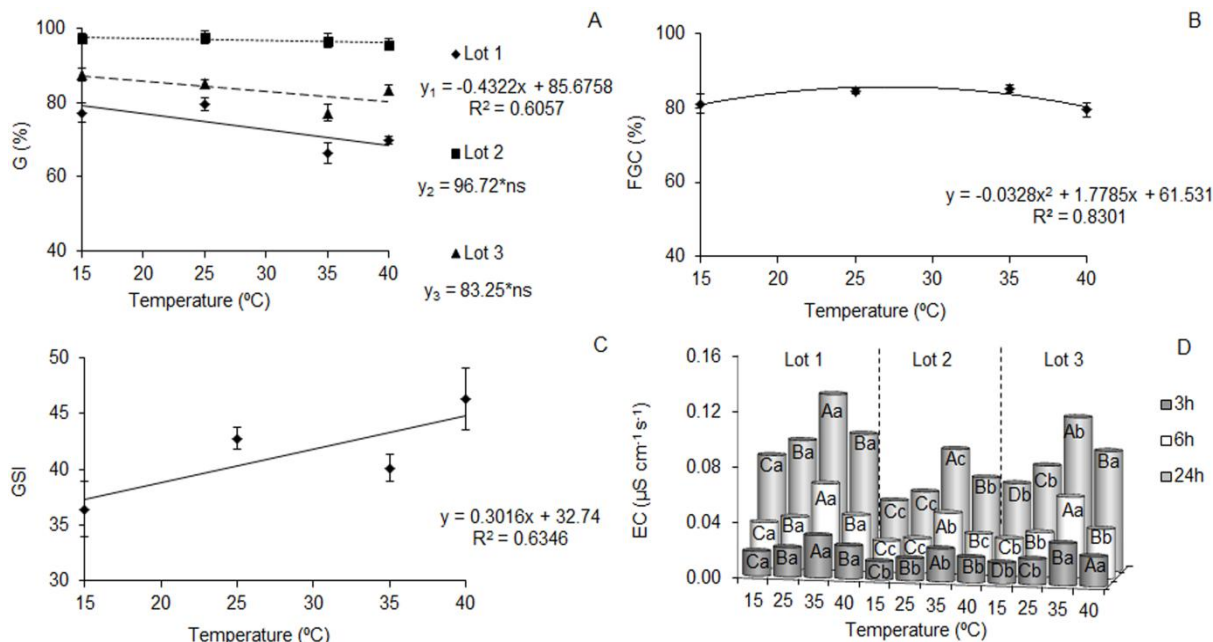 A
100
80
60
40
G (%)
15 20 25 30 35 40
Temperature (ºC)
Lot 1
y₁ = -0.4322x + 85.6758
R² = 0.6057
Lot 2
y₂ = 96.72*ns
Lot 3
y₃ = 83.25*ns
B
100
80
60
40
FGC (%)
y = -0.0328x² + 1.7785x + 61.531
R² = 0.8301
15 20 25 30 35 40
Temperature (ºC)
C
50
45
40
35
30
GSI
y = 0.3016x + 32.74
R² = 0.6346
15 20 25 30 35 40
Temperature (ºC)
D
Lot 1 Lot 2 Lot 3
0.16
0.12
0.08
0.04
0.00
EC (µS cm⁻¹ s⁻¹)
Ca Ba Aa Ba Cc Cc Ac Bb Db Cb Ab Ba
Ca Ba Aa Ba Cc Cc Ab Bc Cb Bb Aa Bb
Ca Ba Aa Ba Cb Bb Ab Bb Db Cb Ba Aa
15 25 35 40 15 25 35 40 15 25 35 40
Temperature (ºC)
3h
6h
24h